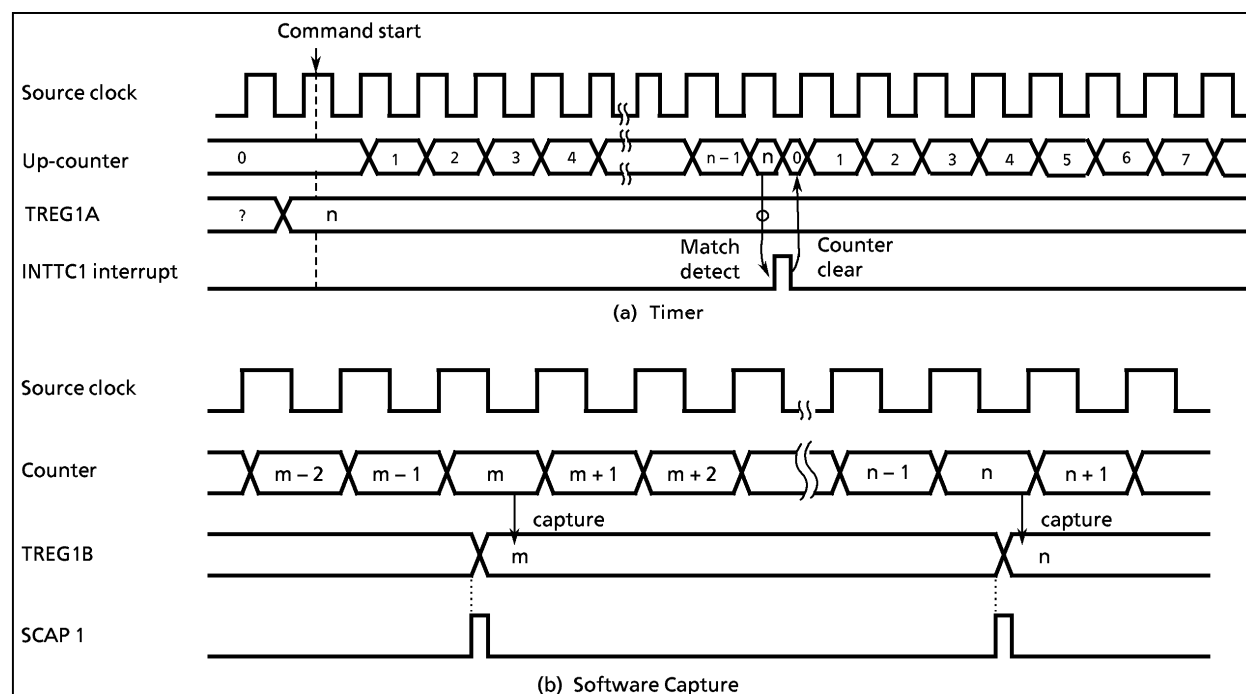 Command start
Source clock
Up-counter 0 1 2 3 4 n – 1 n 0 1 2 3 4 5 6 7
TREG1A ? n
INTTC1 interrupt
Match detect
Counter clear
(a) Timer
Source clock
Counter m – 2 m – 1 m m + 1 m + 2 n – 1 n n + 1
capture capture
TREG1B m n
SCAP 1
(b) Software Capture